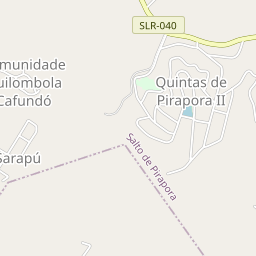 SLR-040
munidade
uilombola
Cafundó
Quintas de
Pirapora II
Salto de Pirapora
Sarapú